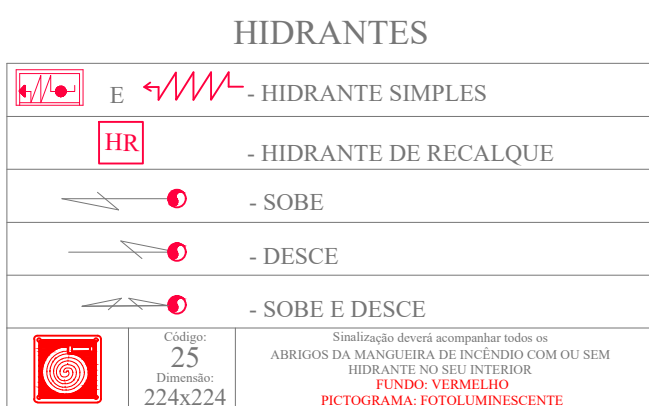 HIDRANTES
E - HIDRANTE SIMPLES
HR - HIDRANTE DE RECALQUE
- SOBE
- DESCE
- SOBE E DESCE
Código:
25
Dimensão:
224x224
Sinalização deverá acompanhar todos os
ABRIGOS DA MANGUEIRA DE INCÊNDIO COM OU SEM
HIDRANTE NO SEU INTERIOR
FUNDO: VERMELHO
PICTOGRAMA: FOTOLUMINESCENTE